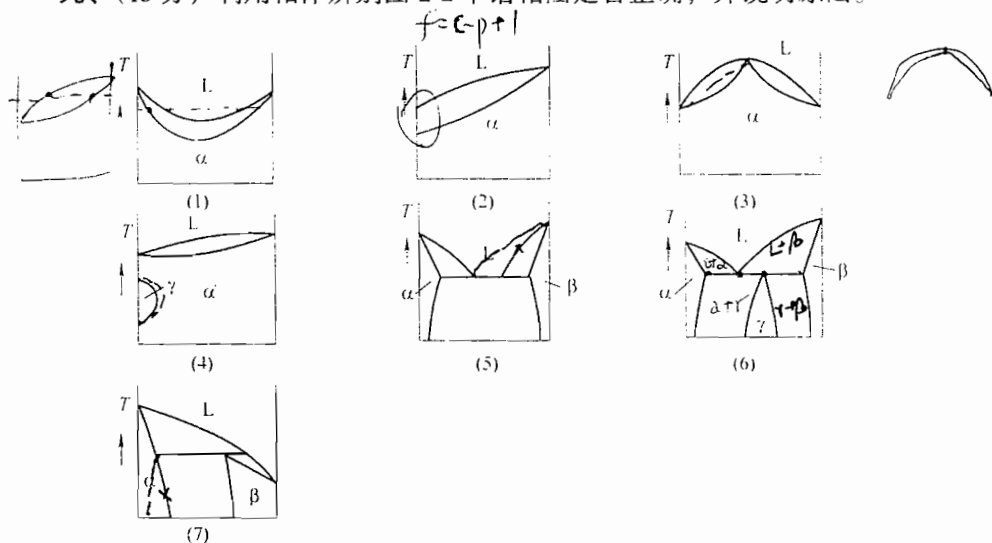 f=c-p+1
T L α
(1)
T L α
(2)
T L α
(3)
T L γ α
(4)
T α L β
(5)
T α L+α L L+β β α+γ γ γ+β
(6)
T L α β
(7)